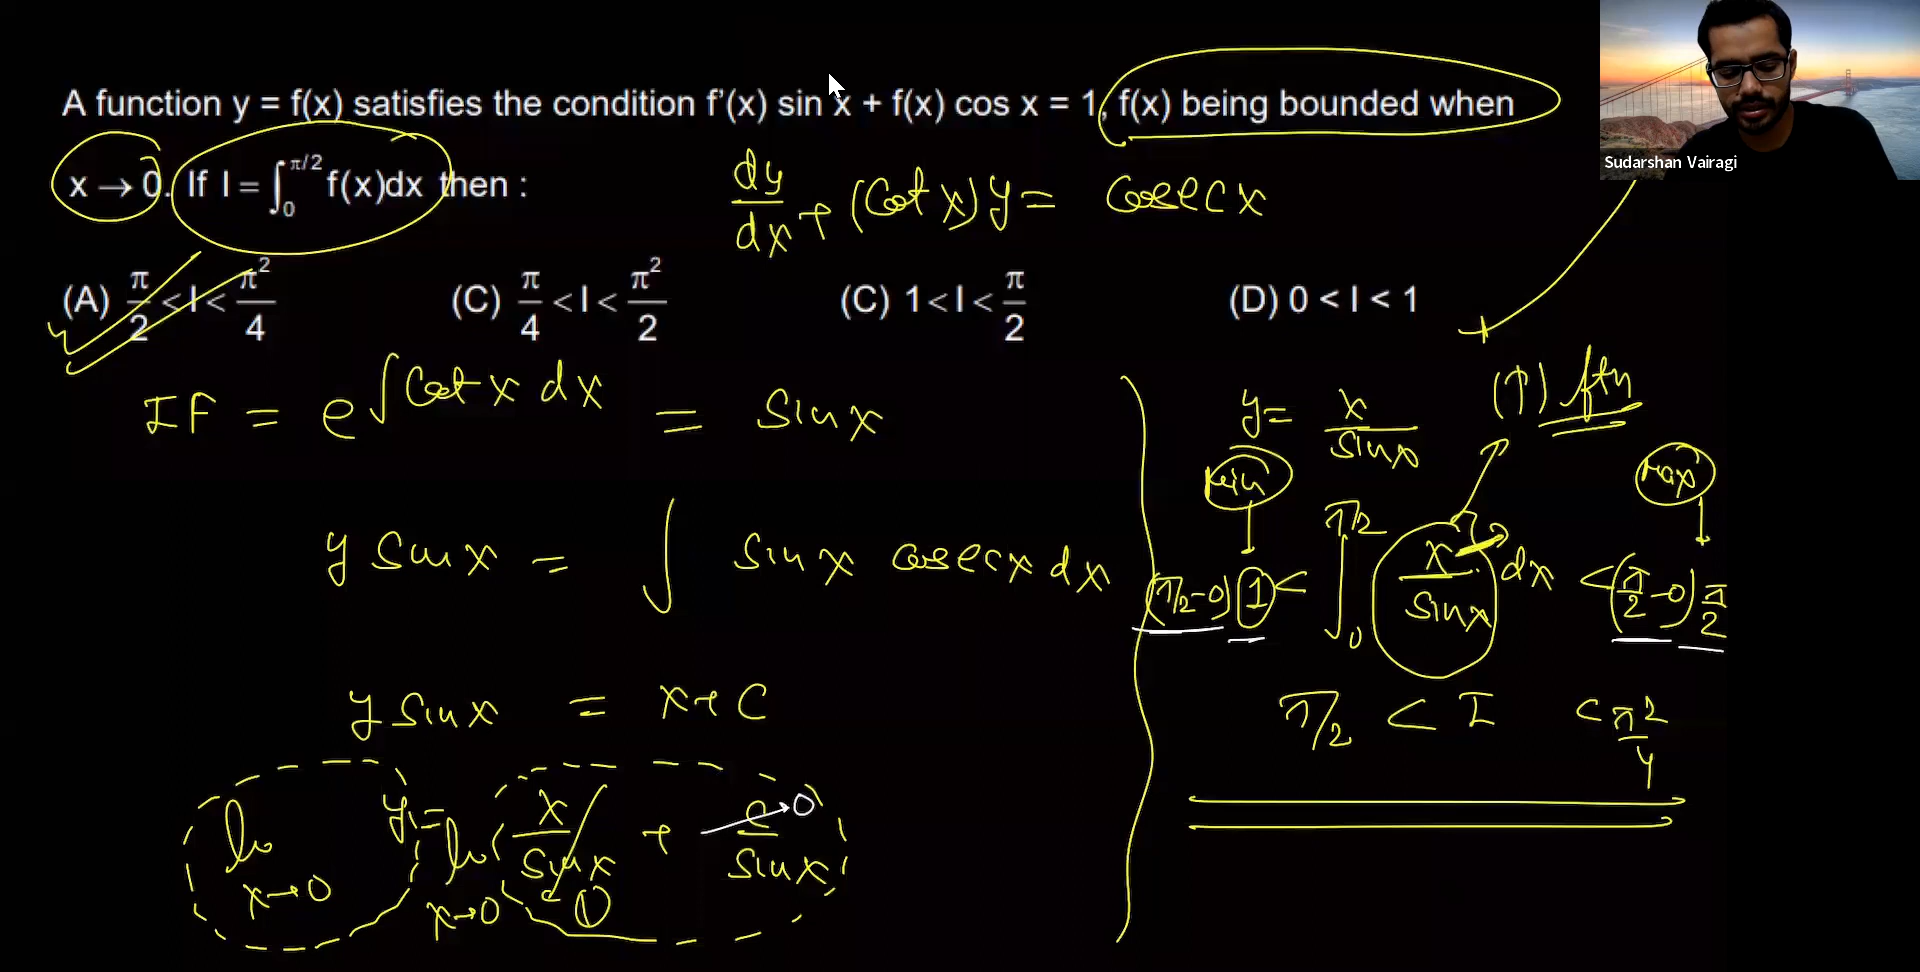 A function y = f(x) satisfies the condition f'(x) sin x + f(x) cos x = 1, f(x) being bounded when
x → 0. If I = ∫₀^{π/2} f(x)dx then :
Sudarshan Vairagi
dy/dx + (cot x) y = cosec x
(A) π/2 < I < π²/4 (C) π/4 < I < π²/2 (C) 1 < I < π/2 (D) 0 < I < 1
IF = e^{∫cot x dx} = sin x
y sin x = ∫ sin x cosec x dx
y sin x = x + c
lim x→0 y = lim x→0 ( x/sin x + c/sin x ) → 0
1
y = x/sin x
(↑) ftn
min
max
(π/2 - 0) 1 < ∫₀^{π/2} x/sin x dx < (π/2 - 0) π/2
π/2 < I < π²/4